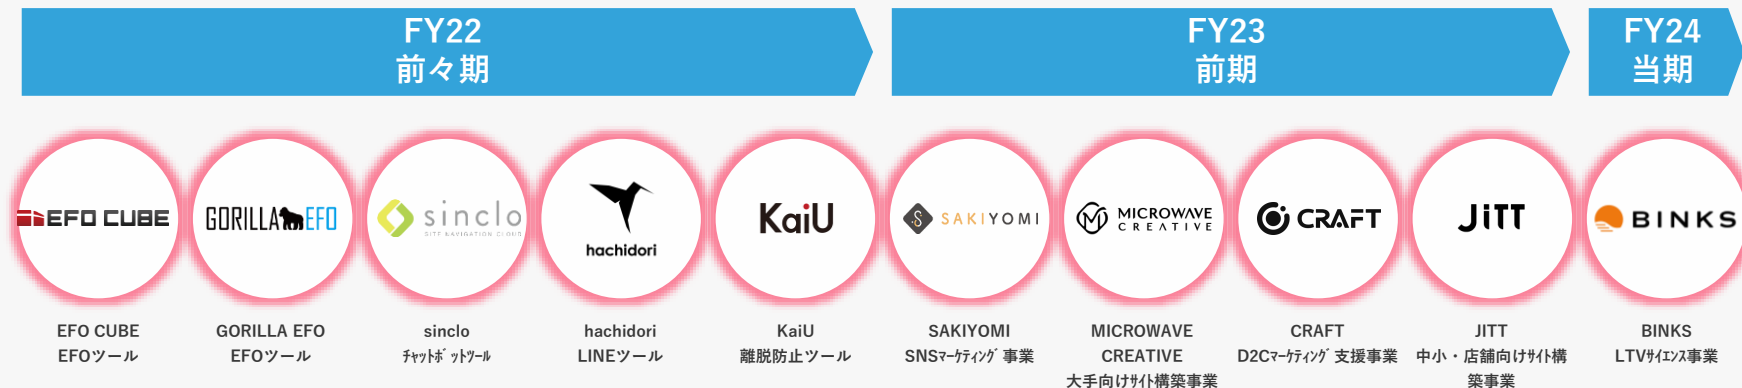 FY22
前々期
FY23
前期
FY24
当期
EFO CUBE
GORILLA EFO
sinclo
SITE NAVIGATION CLOUD
hachidori
KaiU
SAKIYOMI
MICROWAVE
CREATIVE
CRAFT
JiTT
BINKS
EFO CUBE
EFOツール
GORILLA EFO
EFOツール
sinclo
ﾁｬｯﾄﾎﾞｯﾄﾂｰﾙ
hachidori
LINEツール
KaiU
離脱防止ツール
SAKIYOMI
SNSﾏｰｹﾃｨﾝｸﾞ事業
MICROWAVE
CREATIVE
大手向けｻｲﾄ構築事業
CRAFT
D2Cﾏｰｹﾃｨﾝｸﾞ支援事業
JITT
中小・店舗向けｻｲﾄ構
築事業
BINKS
LTVｻｲｴﾝｽ事業